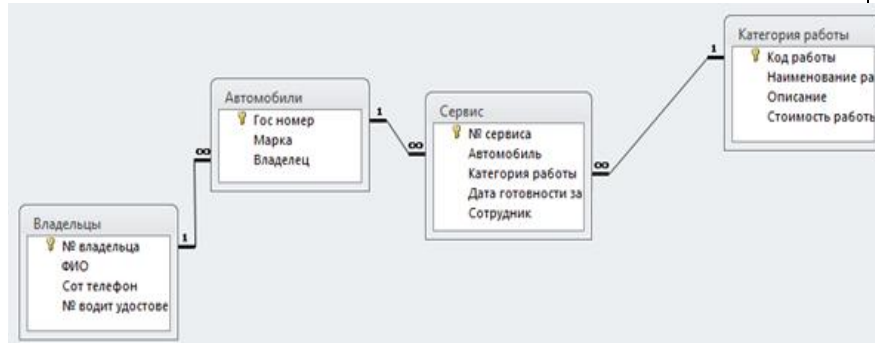 Владельцы
№ владельца
ФИО
Сот телефон
№ водит удостове
1
∞
Автомобили
Гос номер
Марка
Владелец
1
∞
Сервис
№ сервиса
Автомобиль
Категория работы
Дата готовности за
Сотрудник
∞
1
Категория работы
Код работы
Наименование ра
Описание
Стоимость работь